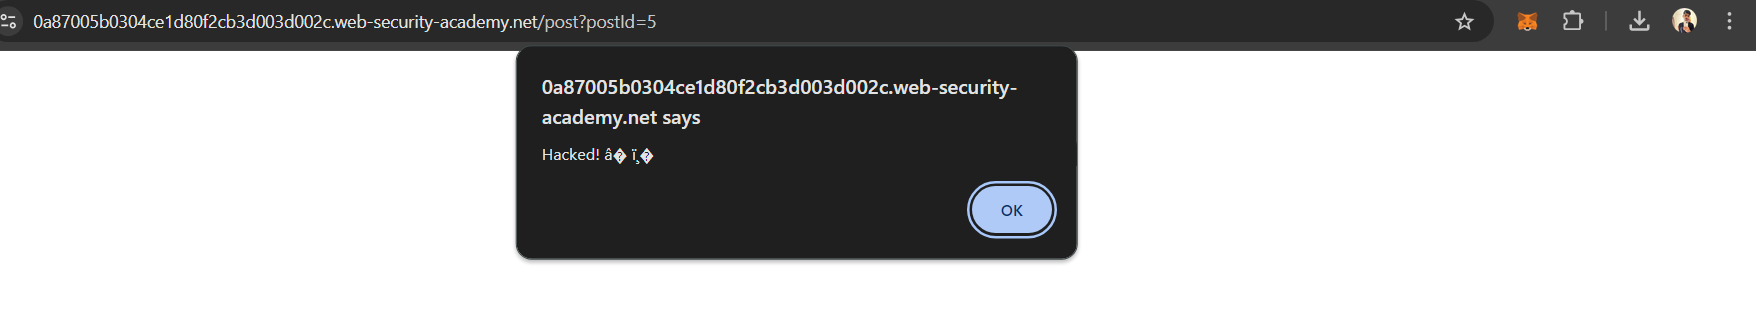 0a87005b0304ce1d80f2cb3d003d002c.web-security-academy.net/post?postId=5
0a87005b0304ce1d80f2cb3d003d002c.web-security-
academy.net says
Hacked! â� ï¸�
OK